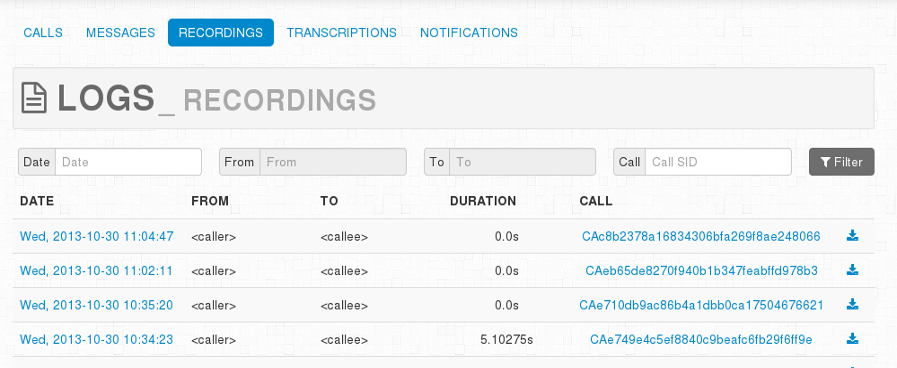 CALLS MESSAGES RECORDINGS TRANSCRIPTIONS NOTIFICATIONS
LOGS_ RECORDINGS
Date Date From From To To Call Call SID Filter
DATE FROM TO DURATION CALL
Wed, 2013-10-30 11:04:47 <caller> <callee> 0.0s CAc8b2378a16834306bfa269f8ae248066
Wed, 2013-10-30 11:02:11 <caller> <callee> 0.0s CAeb65de8270f940b1b347feabffd978b3
Wed, 2013-10-30 10:35:20 <caller> <callee> 0.0s CAe710db9ac86b4a1dbb0ca17504676621
Wed, 2013-10-30 10:34:23 <caller> <callee> 5.10275s CAe749e4c5ef8840c9beafc6fb29f6ff9e